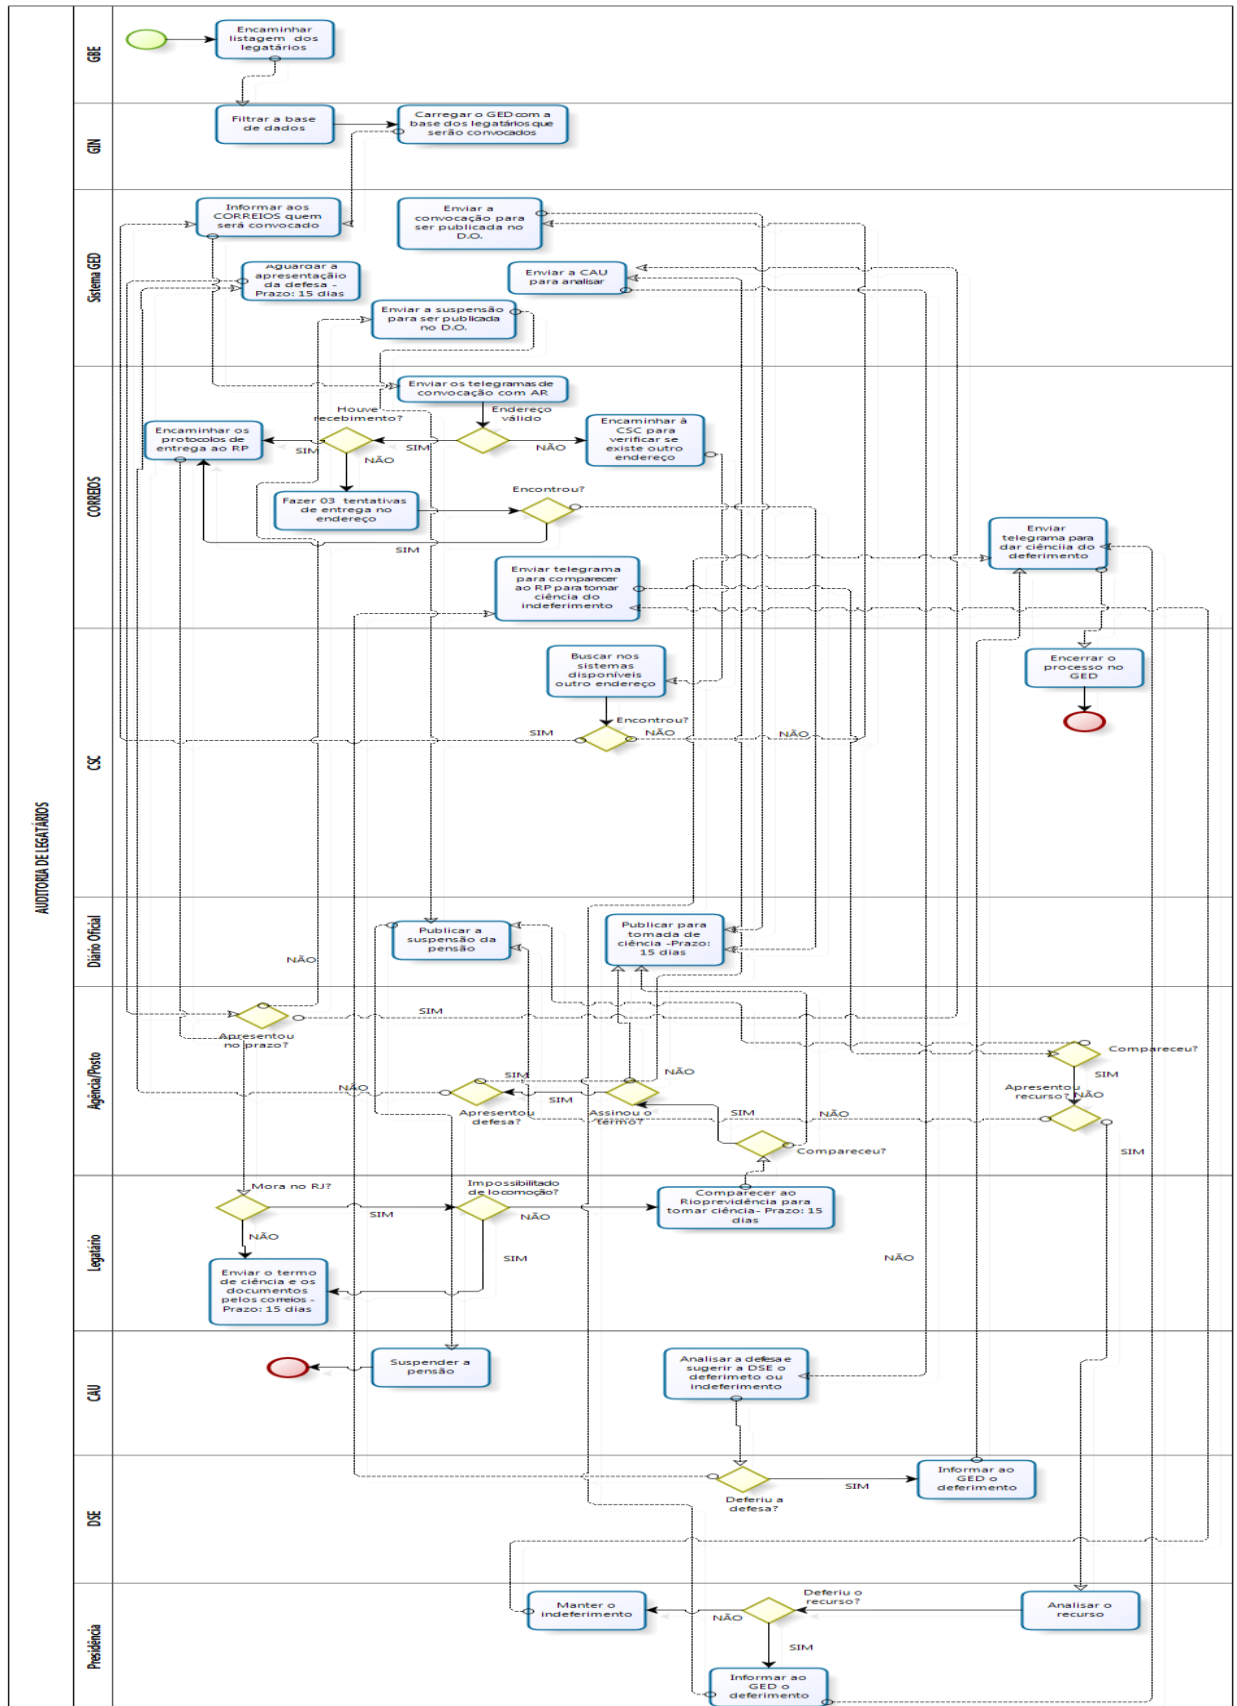 AUDITORIA DE LEGATÁRIOS
GBE
Encaminhar
listagem dos
legatários
GIN
Filtrar a base
de dados
Carregar o GED com a
base dos legatários que
serão convocados
Sistema GED
Informar aos
CORREIOS quem
será convocado
Enviar a
convocação para
ser publicada no
D.O.
Aguardar a
apresentação
da defesa -
Prazo: 15 dias
Enviar a CAU
para analisar
Enviar a suspensão
para ser publicada
no D.O.
CORREIOS
Enviar os telegramas de
convocação com AR
Houve
recebimento?
Endereço
válido
Encaminhar os
protocolos de
entrega ao RP
SIM
SIM
NÃO
NÃO
Encaminhar à
CSC para
verificar se
existe outro
endereço
Fazer 03 tentativas
de entrega no
endereço
Encontrou?
SIM
Enviar
telegrama para
dar ciência do
deferimento
Enviar telegrama
para comparecer
ao RP para tomar
ciência do
indeferimento
CSC
Buscar nos
sistemas
disponíveis
outro endereço
Encerrar o
processo no
GED
Encontrou?
SIM
NÃO
NÃO
Diário Oficial
Publicar a
suspensão da
pensão
Publicar para
tomada de
ciência -Prazo:
15 dias
NÃO
Agência/Posto
SIM
Apresentou
no prazo?
Compareceu?
SIM
NÃO
SIM
Apresentou
recurso?
NÃO
NÃO
SIM
Apresentou
defesa?
Assinou o
termo?
SIM
NÃO
Compareceu?
SIM
Legatário
Mora no RJ?
Impossibilitado
de locomoção?
SIM
NÃO
NÃO
SIM
Comparecer ao
Rioprevidência para
tomar ciência- Prazo: 15
dias
NÃO
Enviar o termo
de ciência e os
documentos
pelos correios -
Prazo: 15 dias
CAU
Suspender a
pensão
Analisar a defesa e
sugerir a DSE o
deferimeto ou
indeferimento
DSE
Deferiu a
defesa?
SIM
Informar ao
GED o
deferimento
Presidência
Manter o
indeferimento
NÃO
Deferiu o
recurso?
SIM
Analisar o
recurso
Informar ao
GED o
deferimento